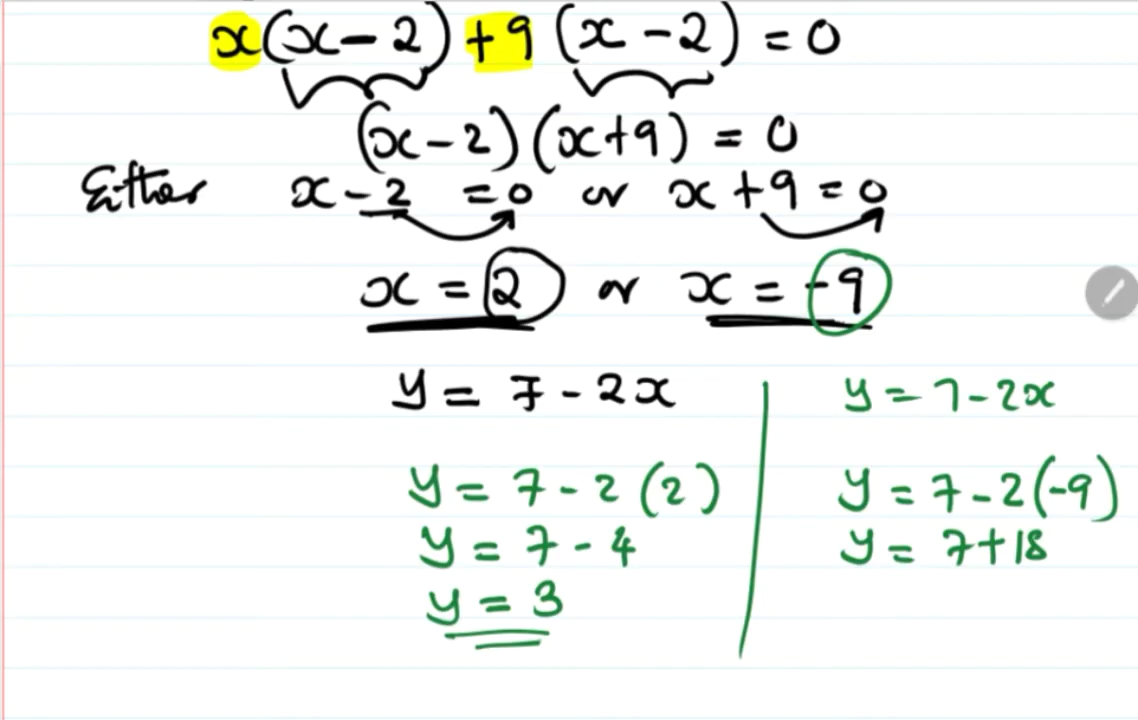 x(x-2)+9(x-2)=0
(x-2)(x+9)=0
Either x-2=0 or x+9=0
x=2 or x=-9
y=7-2x
y=7-2(2)
y=7-4
y=3
y=7-2x
y=7-2(-9)
y=7+18